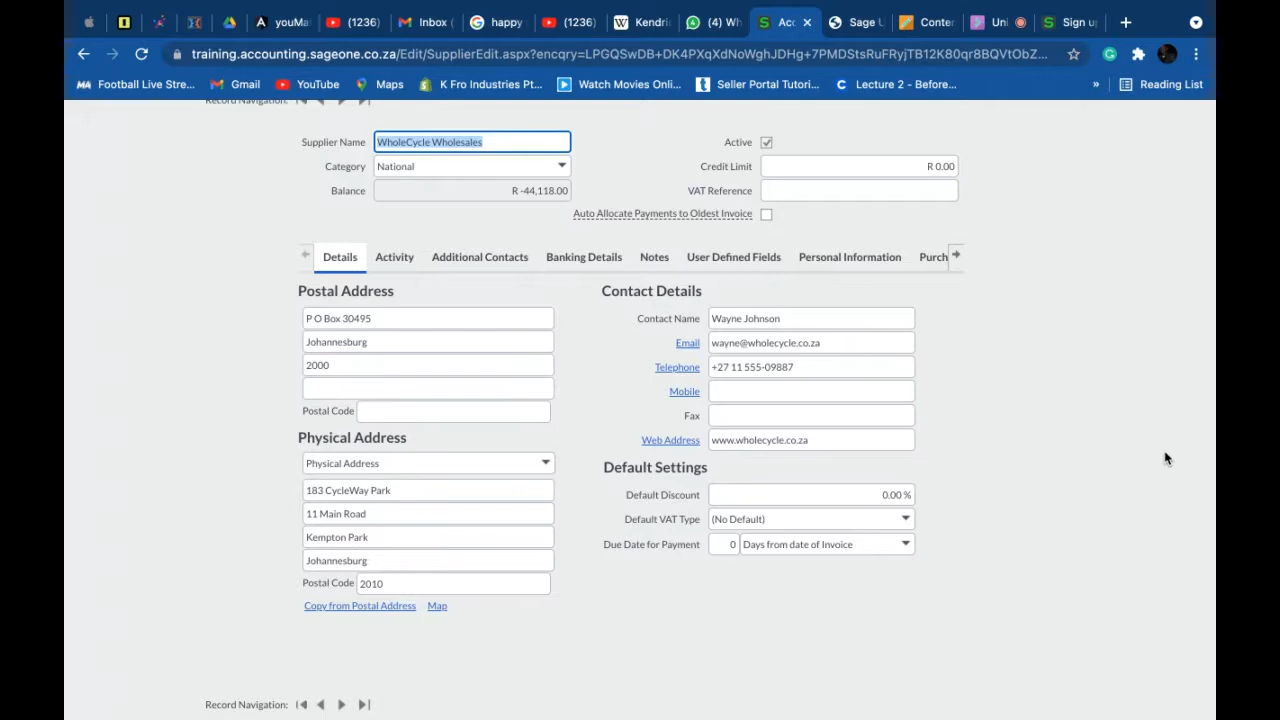 youMa
(1236)
Inbox (
happy
(1236)
Kendri
(4) Wh
Acc
Sage U
Conter
Uni
Sign up
training.accounting.sageone.co.za/Edit/SupplierEdit.aspx?encqry=LPGQSwDB+DK4PXqXdNoWghJDHg+7PMDStsRuFRyjTB12K80qr8BQVtObZ...
Football Live Stre...
Gmail
YouTube
Maps
K Fro Industries Pt...
Watch Movies Onl...
Seller Portal Tutori...
Lecture 2 - Before...
»
Reading List
Record Navigation:
Supplier Name WholeCycle Wholesales Active
Category National Credit Limit R 0.00
Balance R -44,118.00 VAT Reference
Auto Allocate Payments to Oldest Invoice
Details Activity Additional Contacts Banking Details Notes User Defined Fields Personal Information Purch
Postal Address
P O Box 30495
Johannesburg
2000
Postal Code
Physical Address
Physical Address
183 CycleWay Park
11 Main Road
Kempton Park
Johannesburg
Postal Code 2010
Copy from Postal Address Map
Contact Details
Contact Name Wayne Johnson
Email wayne@wholecycle.co.za
Telephone +27 11 555-09887
Mobile
Fax
Web Address www.wholecycle.co.za
Default Settings
Default Discount 0.00 %
Default VAT Type (No Default)
Due Date for Payment 0 Days from date of Invoice
Record Navigation: